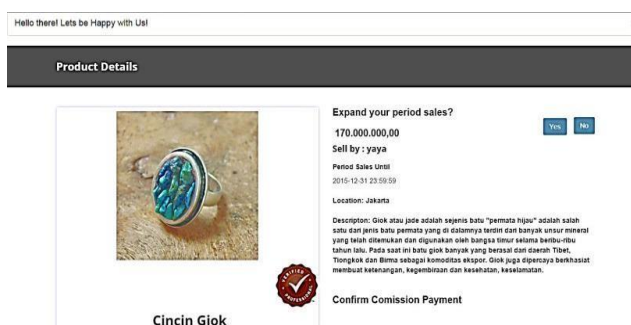 Hello there! Lets be Happy with Us!
Product Details
Expand your period sales?
Yes
No
170.000.000,00
Sell by : yaya
Period Sales Until
2015-12-31 23:59:59
Location: Jakarta
Descripton: Giok atau jade adalah sejenis batu "permata hijau" adalah salah
satu dari jenis batu permata yang di dalamnya terdiri dari banyak unsur mineral
yang telah ditemukan dan digunakan oleh bangsa timur selama beribu-ribu
tahun lalu. Pada saat ini batu giok banyak yang berasal dari daerah Tibet,
Tiongkok dan Birma sebagai komoditas ekspor. Giok juga dipercaya berkhasiat
membuat ketenangan, kegembiraan dan kesehatan, keselamatan.
VERIFIED
PROFESSIONAL
Confirm Comission Payment
Cincin Giok